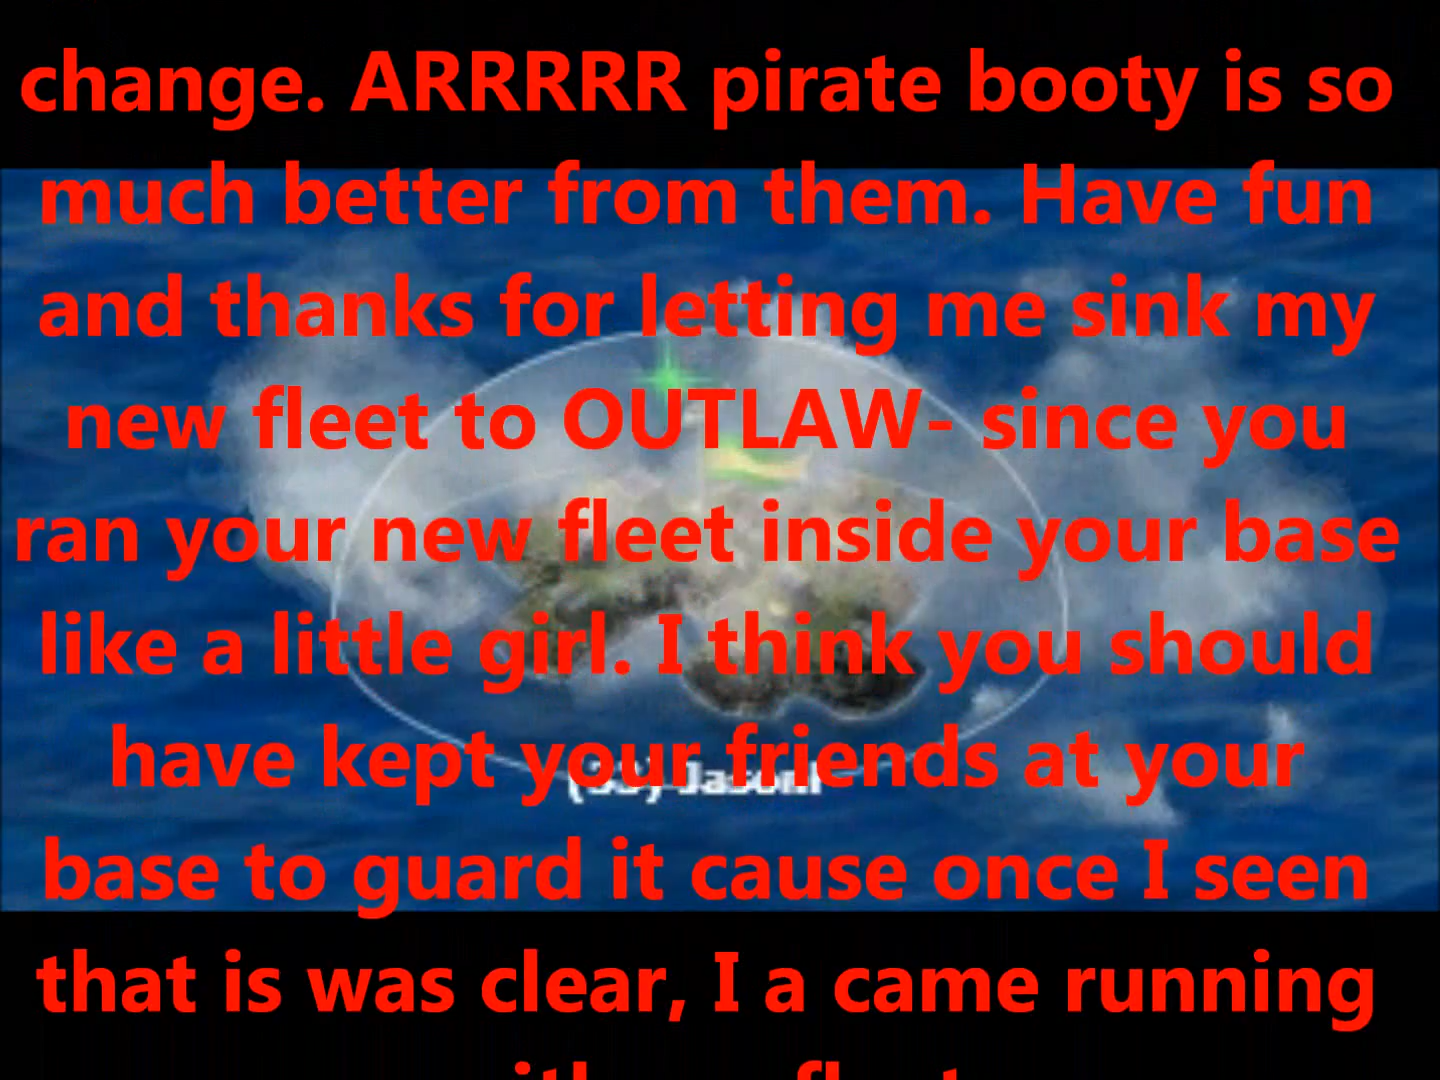 change. ARRRRR pirate booty is so
much better from them. Have fun
and thanks for letting me sink my
new fleet to OUTLAW- since you
ran your new fleet inside your base
like a little girl. I think you should
have kept your friends at your
base to guard it cause once I seen
that is was clear, I a came running